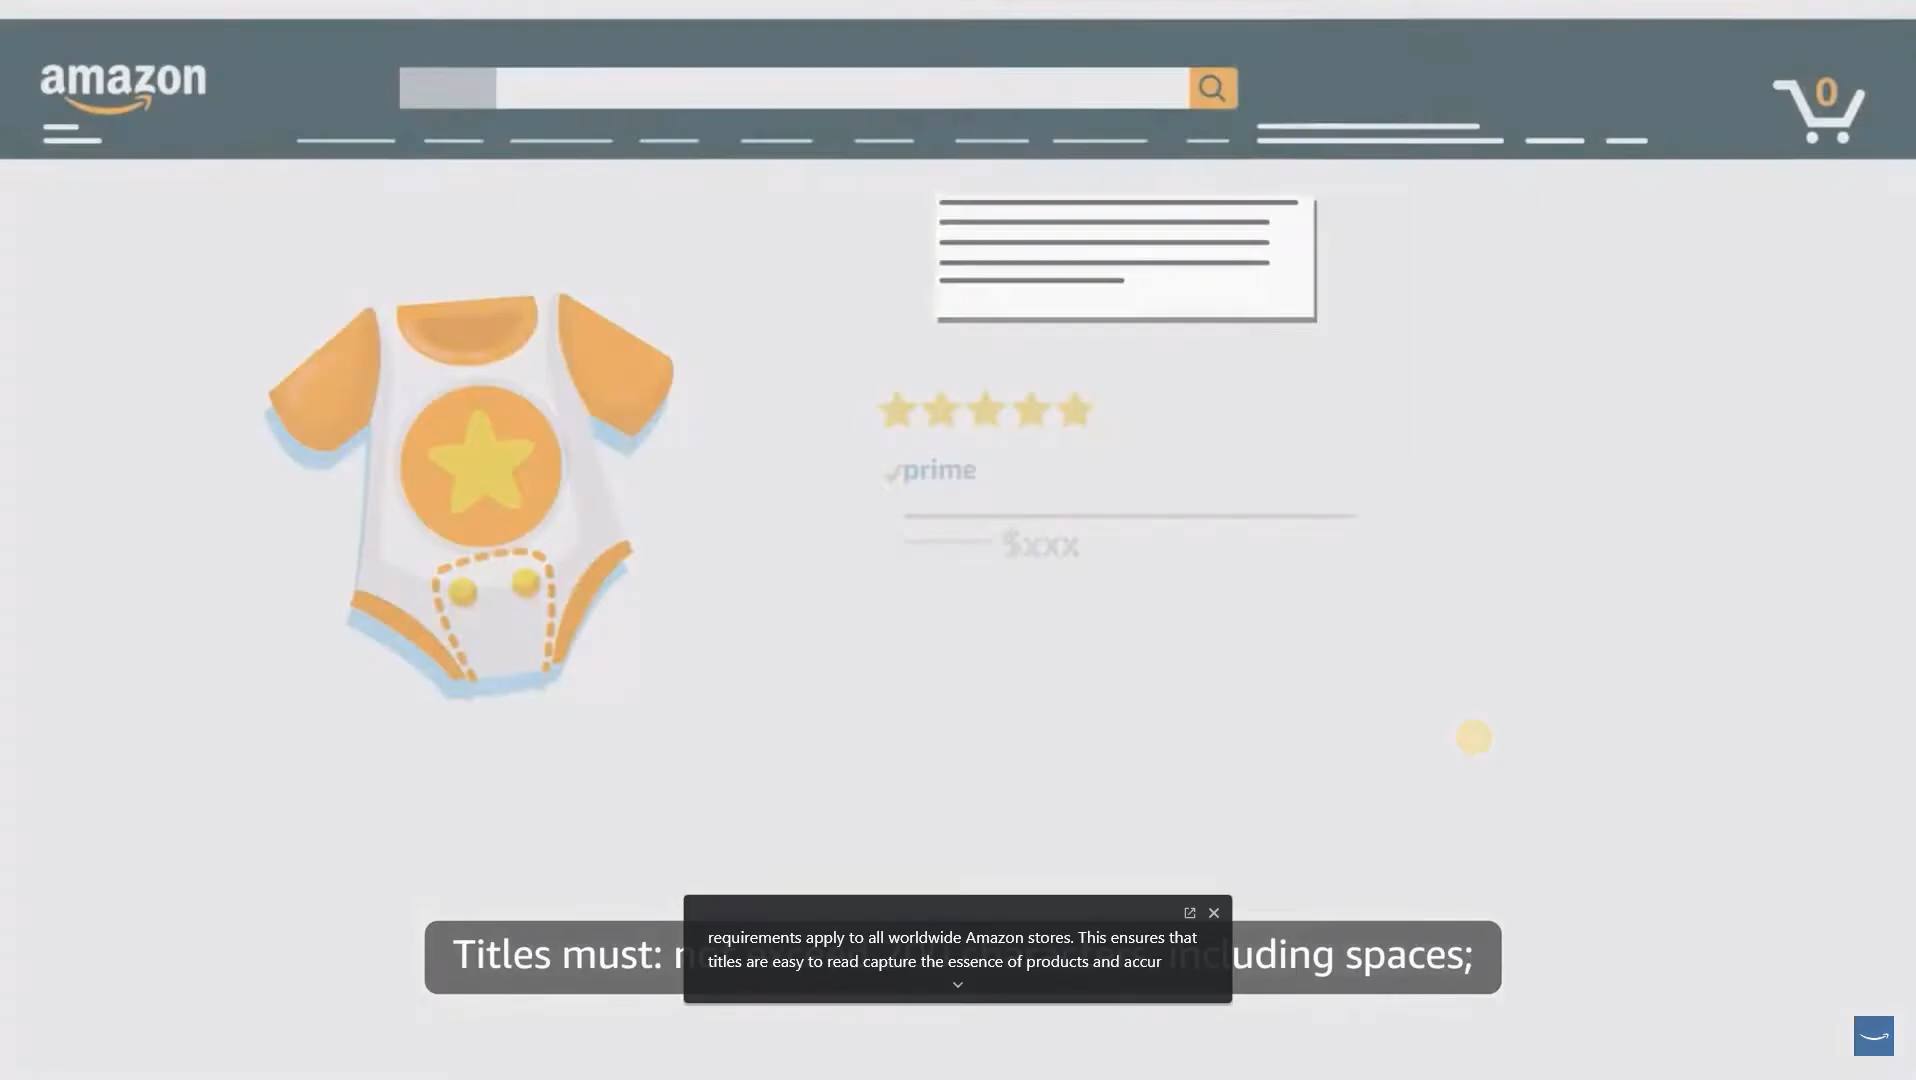 amazon
0
prime
$xxx
requirements apply to all worldwide Amazon stores. This ensures that
titles are easy to read capture the essence of products and accur
Titles must: including spaces;